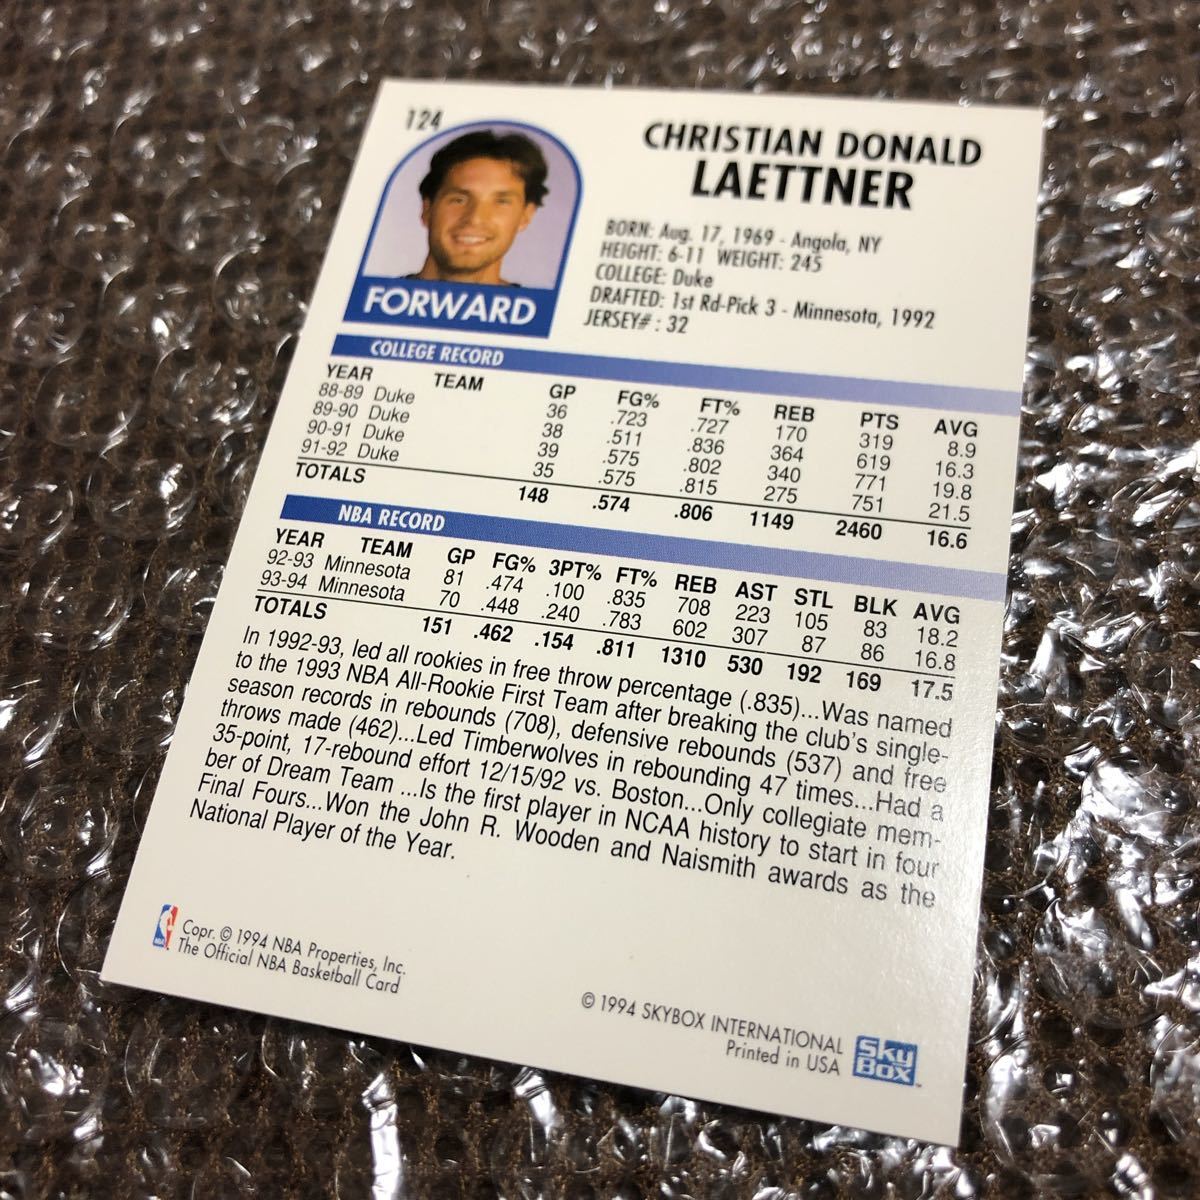 124
CHRISTIAN DONALD
LAETTNER
BORN: Aug. 17, 1969 - Angola, NY
HEIGHT: 6-11 WEIGHT: 245
COLLEGE: Duke
DRAFTED: 1st Rd-Pick 3 - Minnesota, 1992
JERSEY# : 32
FORWARD
COLLEGE RECORD
YEAR TEAM GP FG% FT% REB PTS AVG
88-89 Duke 36 .723 .727 170 319 8.9
89-90 Duke 38 .511 .836 364 619 16.3
90-91 Duke 39 .575 .802 340 771 19.8
91-92 Duke 35 .575 .815 275 751 21.5
TOTALS 148 .574 .806 1149 2460 16.6
NBA RECORD
YEAR TEAM GP FG% 3PT% FT% REB AST STL BLK AVG
92-93 Minnesota 81 .474 .100 .835 708 223 105 83 18.2
93-94 Minnesota 70 .448 .240 .783 602 307 87 86 16.8
TOTALS 151 .462 .154 .811 1310 530 192 169 17.5
In 1992-93, led all rookies in free throw percentage (.835)...Was named
to the 1993 NBA All-Rookie First Team after breaking the club's single-
season records in rebounds (708), defensive rebounds (537) and free
throws made (462)...Led Timberwolves in rebounding 47 times...Had a
35-point, 17-rebound effort 12/15/92 vs. Boston...Only collegiate mem-
ber of Dream Team ...Is the first player in NCAA history to start in four
Final Fours...Won the John R. Wooden and Naismith awards as the
National Player of the Year.
NBA
Copr. © 1994 NBA Properties, Inc.
The Official NBA Basketball Card
© 1994 SKYBOX INTERNATIONAL
Printed in USA
SkyBox™